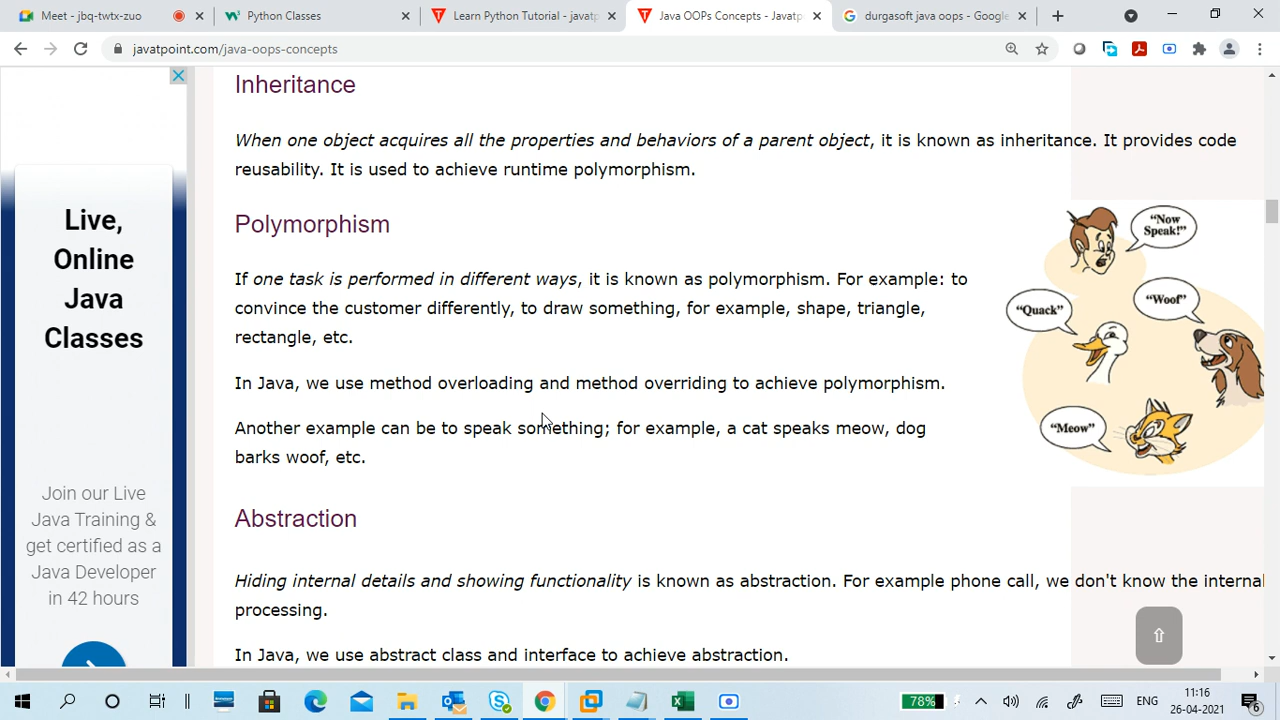 Meet - jbq-twtx-zuo
Python Classes
Learn Python Tutorial - javatp
Java OOPs Concepts - Javatp
durgasoft java oops - Google
javatpoint.com/java-oops-concepts
Inheritance
When one object acquires all the properties and behaviors of a parent object, it is known as inheritance. It provides code
reusability. It is used to achieve runtime polymorphism.
Polymorphism
If one task is performed in different ways, it is known as polymorphism. For example: to
convince the customer differently, to draw something, for example, shape, triangle,
rectangle, etc.
In Java, we use method overloading and method overriding to achieve polymorphism.
Another example can be to speak something; for example, a cat speaks meow, dog
barks woof, etc.
"Now
Speak!"
"Quack"
"Woof"
"Meow"
Abstraction
Hiding internal details and showing functionality is known as abstraction. For example phone call, we don't know the internal
processing.
In Java, we use abstract class and interface to achieve abstraction.
Live,
Online
Java
Classes
Join our Live
Java Training &
get certified as a
Java Developer
in 42 hours
78%
ENG
11:16
26-04-2021
6